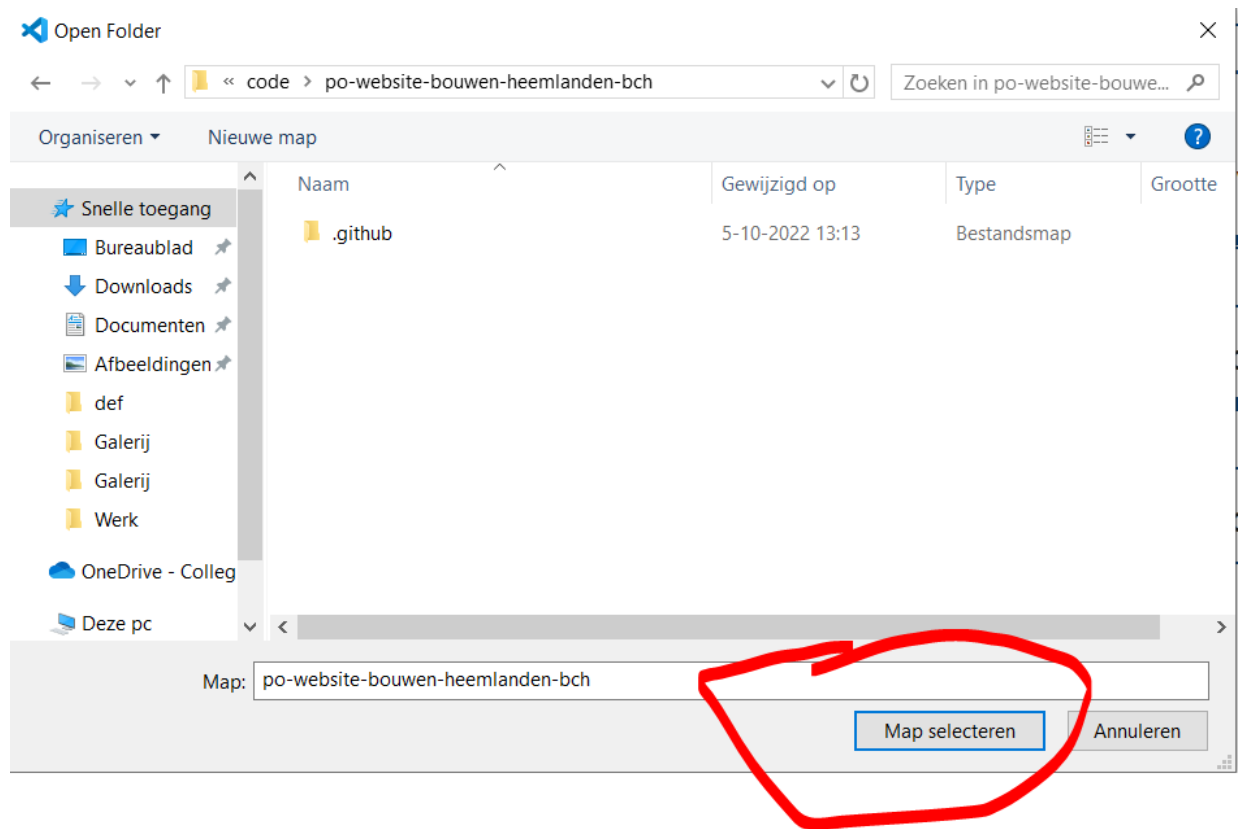 Open Folder
« code > po-website-bouwen-heemlanden-bch
Zoeken in po-website-bouwe...
Organiseren Nieuwe map
?
Naam Gewijzigd op Type Grootte
Snelle toegang
.github 5-10-2022 13:13 Bestandsmap
Bureaublad
Downloads
Documenten
Afbeeldingen
def
Galerij
Galerij
Werk
OneDrive - Colleg
Deze pc
Map: po-website-bouwen-heemlanden-bch
Map selecteren Annuleren